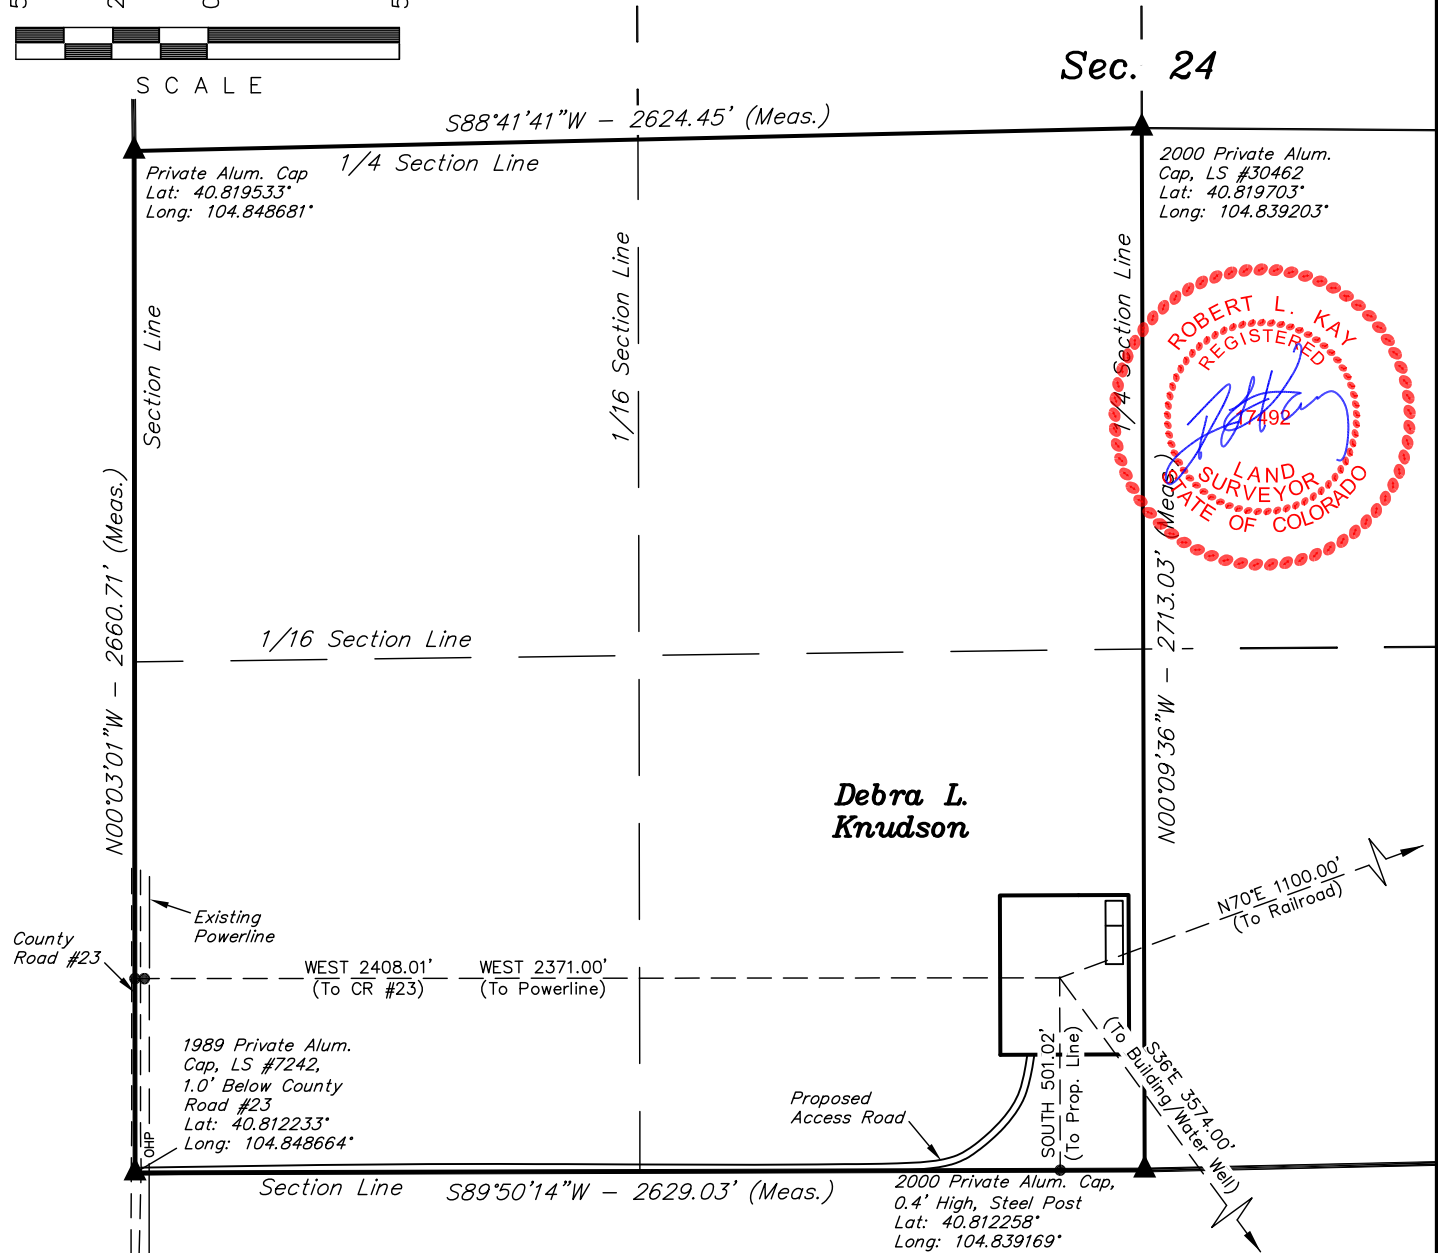 SCALE
Sec. 24
S88°41'41"W - 2624.45' (Meas.)
1/4 Section Line
Private Alum. Cap
Lat: 40.819533°
Long: 104.848681°
2000 Private Alum.
Cap, LS #30462
Lat: 40.819703°
Long: 104.839203°
Section Line
1/16 Section Line
1/4 Section Line
ROBERT L. KAY
REGISTERED
17492
LAND
SURVEYOR
STATE OF COLORADO
N00°03'01"W - 2660.71' (Meas.)
N00°09'36"W - 2713.03' (Meas.)
1/16 Section Line
Debra L.
Knudson
N70°E 1100.00'
(To Railroad)
Existing
Powerline
County
Road #23
WEST 2408.01'
(To CR #23)
WEST 2371.00'
(To Powerline)
1989 Private Alum.
Cap, LS #7242,
1.0' Below County
Road #23
Lat: 40.812233°
Long: 104.848664°
OHP
Proposed
Access Road
SOUTH 501.02'
(To Prop. Line)
S36°E 3574.00'
(To Building/Water Well)
Section Line
S89°50'14"W - 2629.03' (Meas.)
2000 Private Alum. Cap,
0.4' High, Steel Post
Lat: 40.812258°
Long: 104.839169°